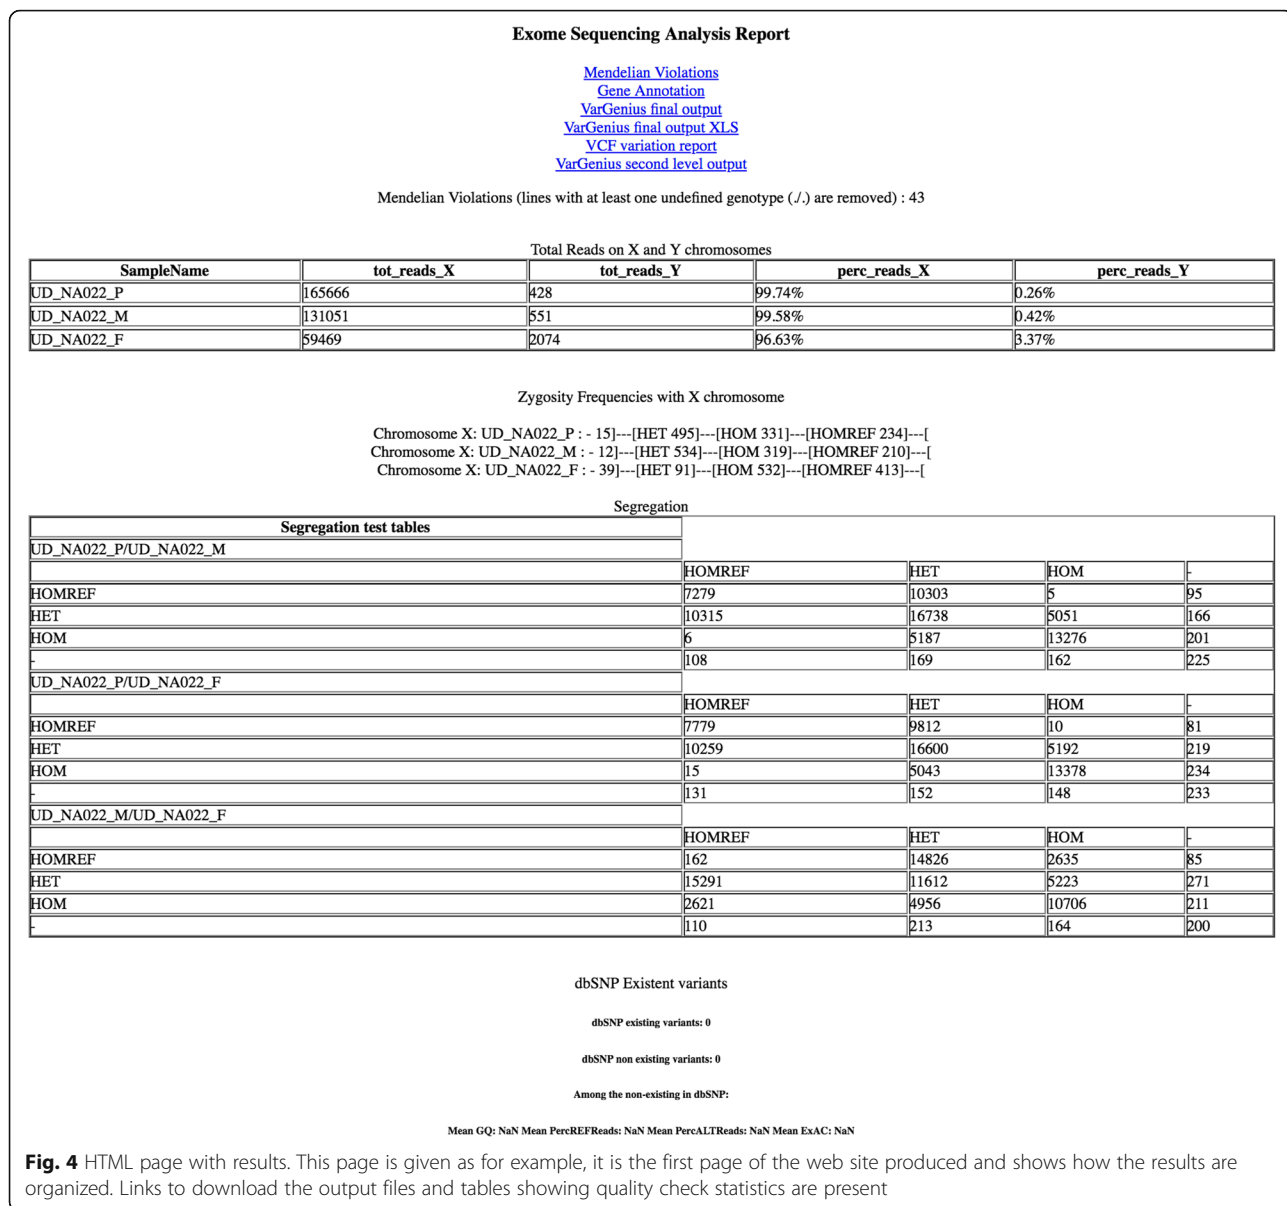 Exome Sequencing Analysis Report
Mendelian Violations
Gene Annotation
VarGenius final output
VarGenius final output XLS
VCF variation report
VarGenius second level output
Mendelian Violations (lines with at least one undefined genotype (./.) are removed) : 43
Total Reads on X and Y chromosomes
SampleName tot_reads_X tot_reads_Y perc_reads_X perc_reads_Y
UD_NA022_P 165666 428 99.74% 0.26%
UD_NA022_M 131051 551 99.58% 0.42%
UD_NA022_F 59469 2074 96.63% 3.37%
Zygosity Frequencies with X chromosome
Chromosome X: UD_NA022_P : - 15]---[HET 495]---[HOM 331]---[HOMREF 234]---[
Chromosome X: UD_NA022_M : - 12]---[HET 534]---[HOM 319]---[HOMREF 210]---[
Chromosome X: UD_NA022_F : - 39]---[HET 91]---[HOM 532]---[HOMREF 413]---[
Segregation
Segregation test tables
UD_NA022_P/UD_NA022_M
HOMREF HET HOM -
HOMREF 7279 10303 5 95
HET 10315 16738 5051 166
HOM 6 5187 13276 201
- 108 169 162 225
UD_NA022_P/UD_NA022_F
HOMREF HET HOM -
HOMREF 7779 9812 10 81
HET 10259 16600 5192 219
HOM 15 5043 13378 234
- 131 152 148 233
UD_NA022_M/UD_NA022_F
HOMREF HET HOM -
HOMREF 162 14826 2635 85
HET 15291 11612 5223 271
HOM 2621 4956 10706 211
- 110 213 164 200
dbSNP Existent variants
dbSNP existing variants: 0
dbSNP non existing variants: 0
Among the non-existing in dbSNP:
Mean GQ: NaN Mean PercREFReads: NaN Mean PercALTReads: NaN Mean ExAC: NaN
Fig. 4 HTML page with results. This page is given as for example, it is the first page of the web site produced and shows how the results are
organized. Links to download the output files and tables showing quality check statistics are present